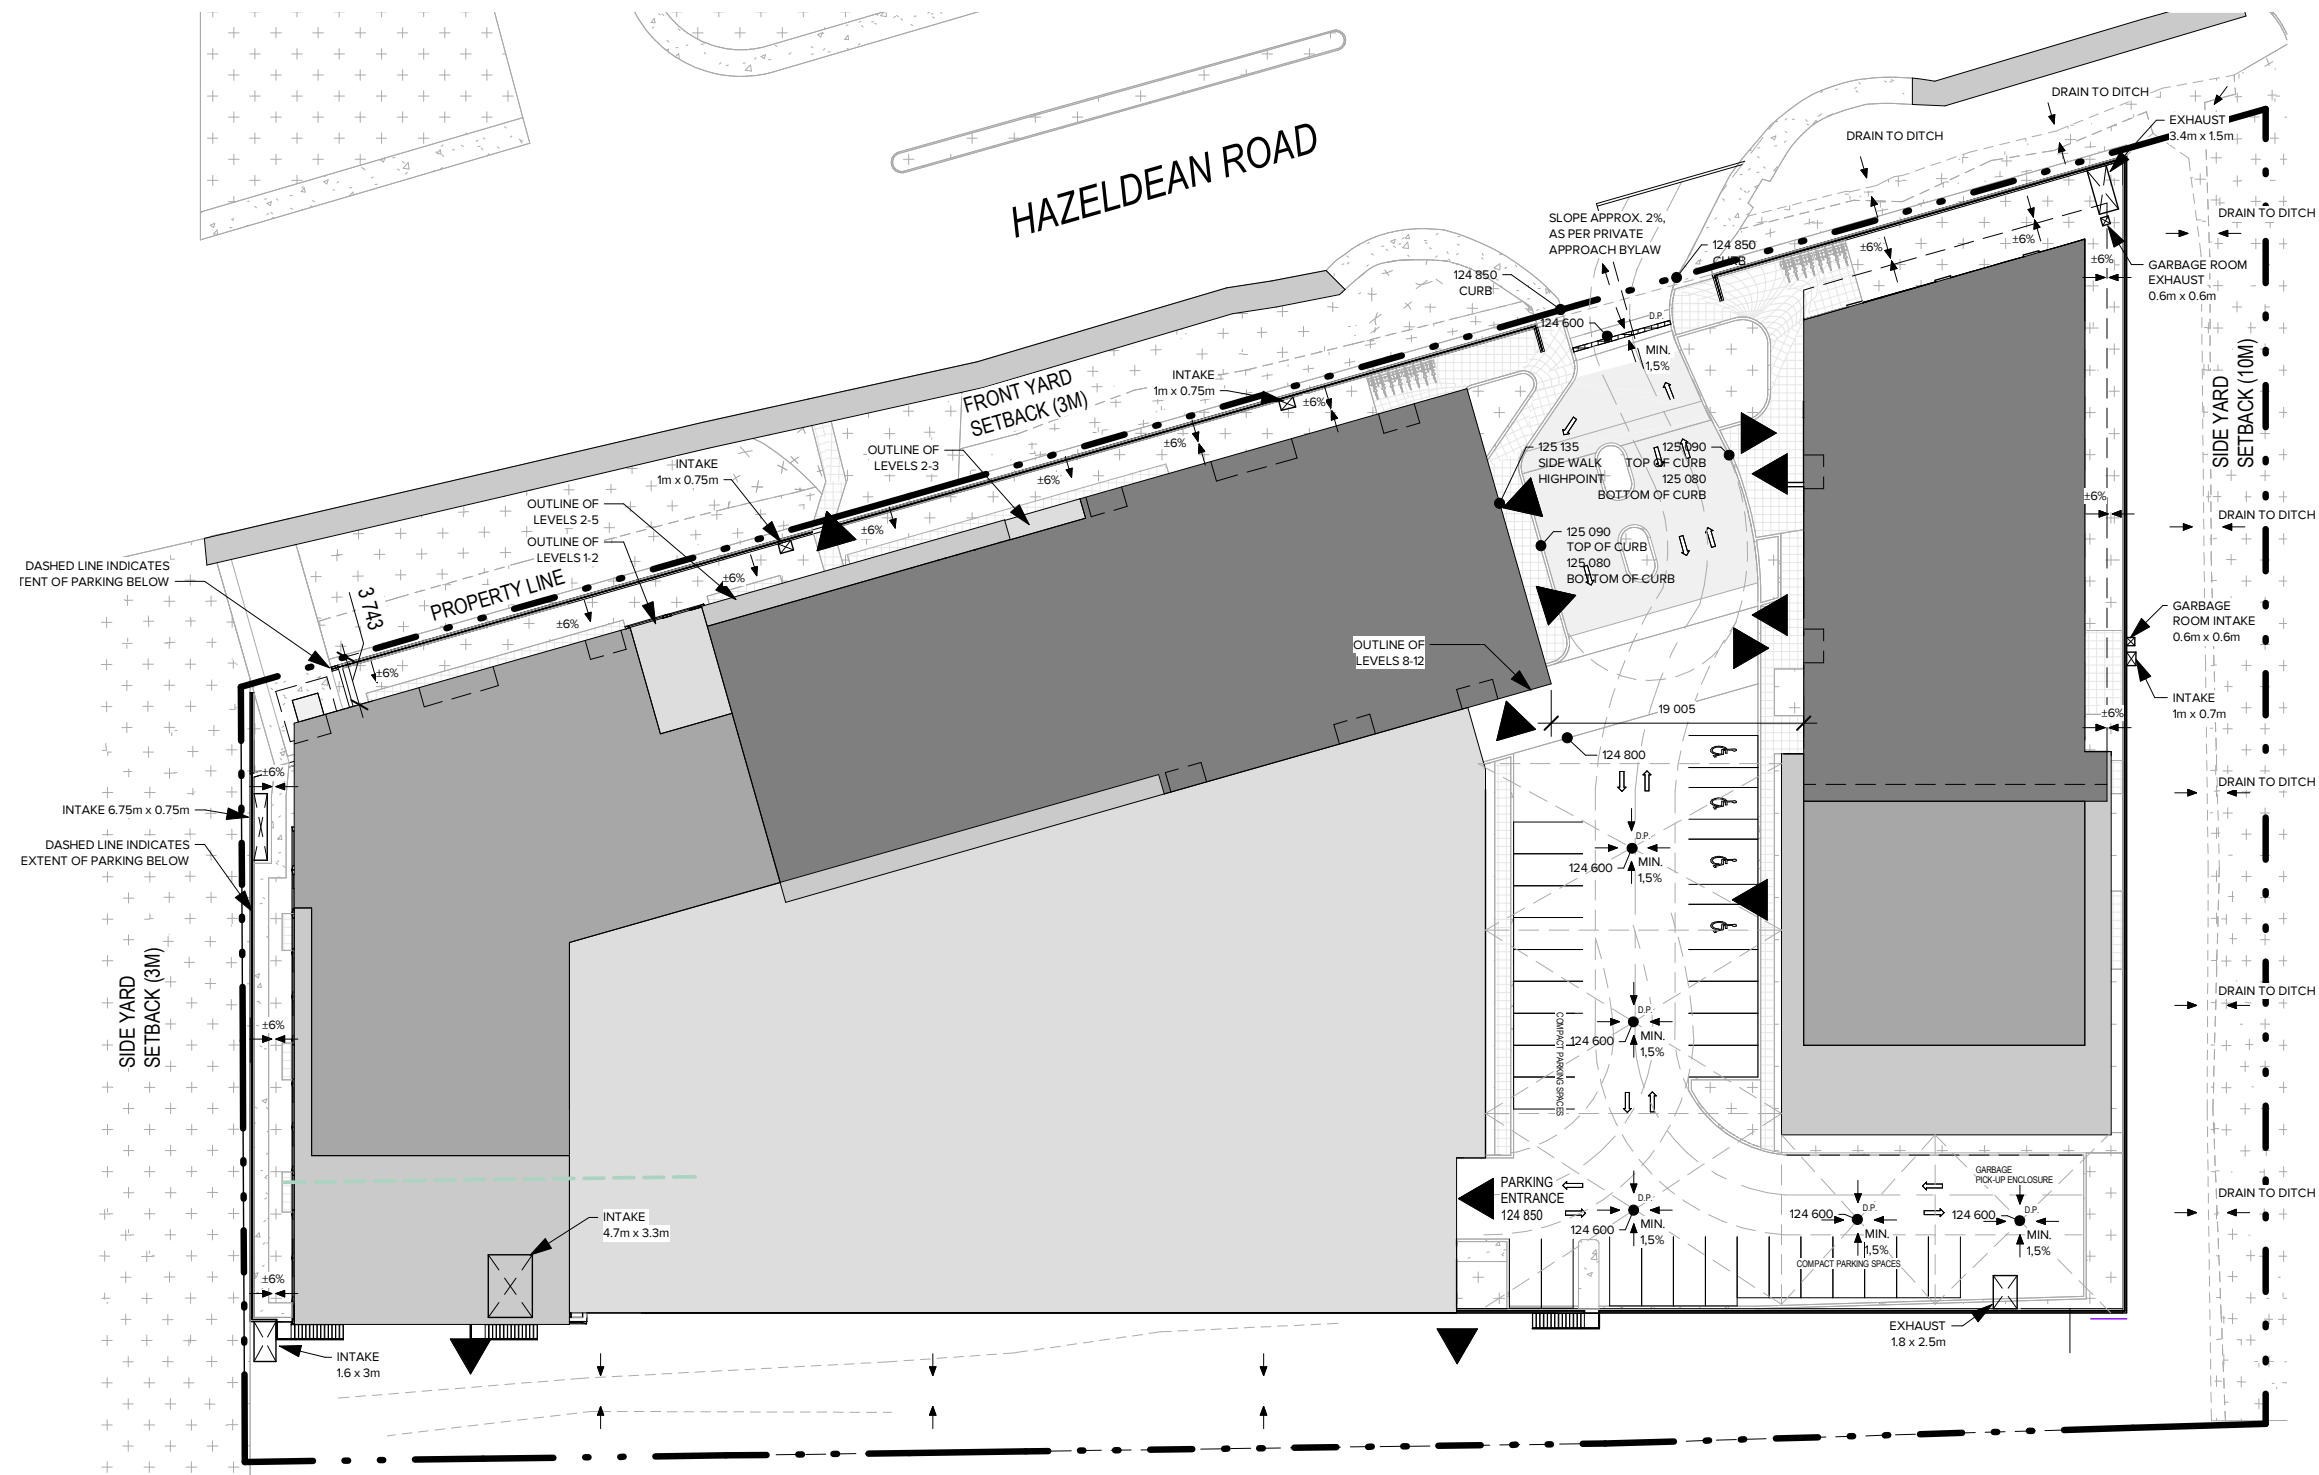 DRAIN TO DITCH
EXHAUST
3.4m x 1.5m
DRAIN TO DITCH
HAZELDEAN ROAD
SLOPE APPROX. 2%,
AS PER PRIVATE
APPROACH BYLAW
DRAIN TO DITCH
124 850
CURB
±6%
±6%
±6%
GARBAGE ROOM
EXHAUST
0.6m x 0.6m
124 850
CURB
124 600
D.P.
MIN.
1,5%
SIDE YARD
SETBACK (10M)
FRONT YARD
SETBACK (3M)
INTAKE
1m x 0.75m
±6%
±6%
±6%
OUTLINE OF
LEVELS 2-3
INTAKE
1m x 0.75m
±6%
±6%
±6%
OUTLINE OF
LEVELS 2-5
OUTLINE OF
LEVELS 1-2
125 135
SIDE WALK
HIGHPOINT
125 090
TOP OF CURB
125 080
BOTTOM OF CURB
125 090
TOP OF CURB
125 080
BOTTOM OF CURB
±6%
DRAIN TO DITCH
DASHED LINE INDICATES
TENT OF PARKING BELOW
PROPERTY LINE
3 743
±6%
OUTLINE OF
LEVELS 8-12
GARBAGE
ROOM INTAKE
0.6m x 0.6m
INTAKE
1m x 0.7m
±6%
19 005
124 800
±6%
INTAKE 6.75m x 0.75m
DASHED LINE INDICATES
EXTENT OF PARKING BELOW
DRAIN TO DITCH
D.P.
124 600
MIN.
1,5%
SIDE YARD
SETBACK (3M)
±6%
COMPACT PARKING SPACES
D.P.
124 600
MIN.
1,5%
DRAIN TO DITCH
PARKING
ENTRANCE
124 850
D.P.
124 600
MIN.
1,5%
GARBAGE
PICK-UP ENCLOSURE
D.P.
124 600
MIN.
1,5%
D.P.
124 600
MIN.
1,5%
COMPACT PARKING SPACES
DRAIN TO DITCH
INTAKE
4.7m x 3.3m
±6%
INTAKE
1.6 x 3m
EXHAUST
1.8 x 2.5m